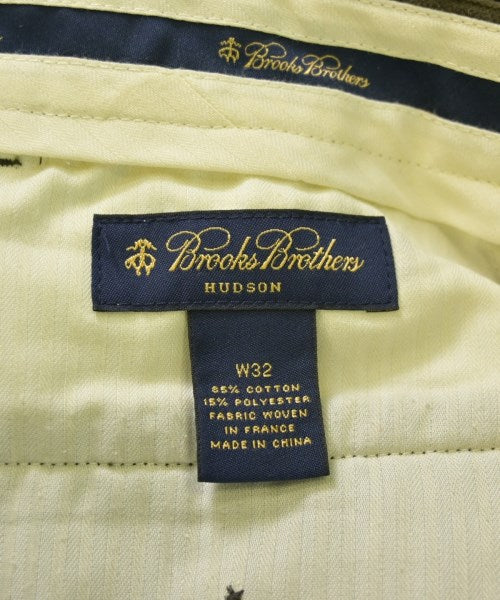 Brooks Brothers
Brooks Brothers
HUDSON
W32
85% COTTON
15% POLYESTER
FABRIC WOVEN
IN FRANCE
MADE IN CHINA